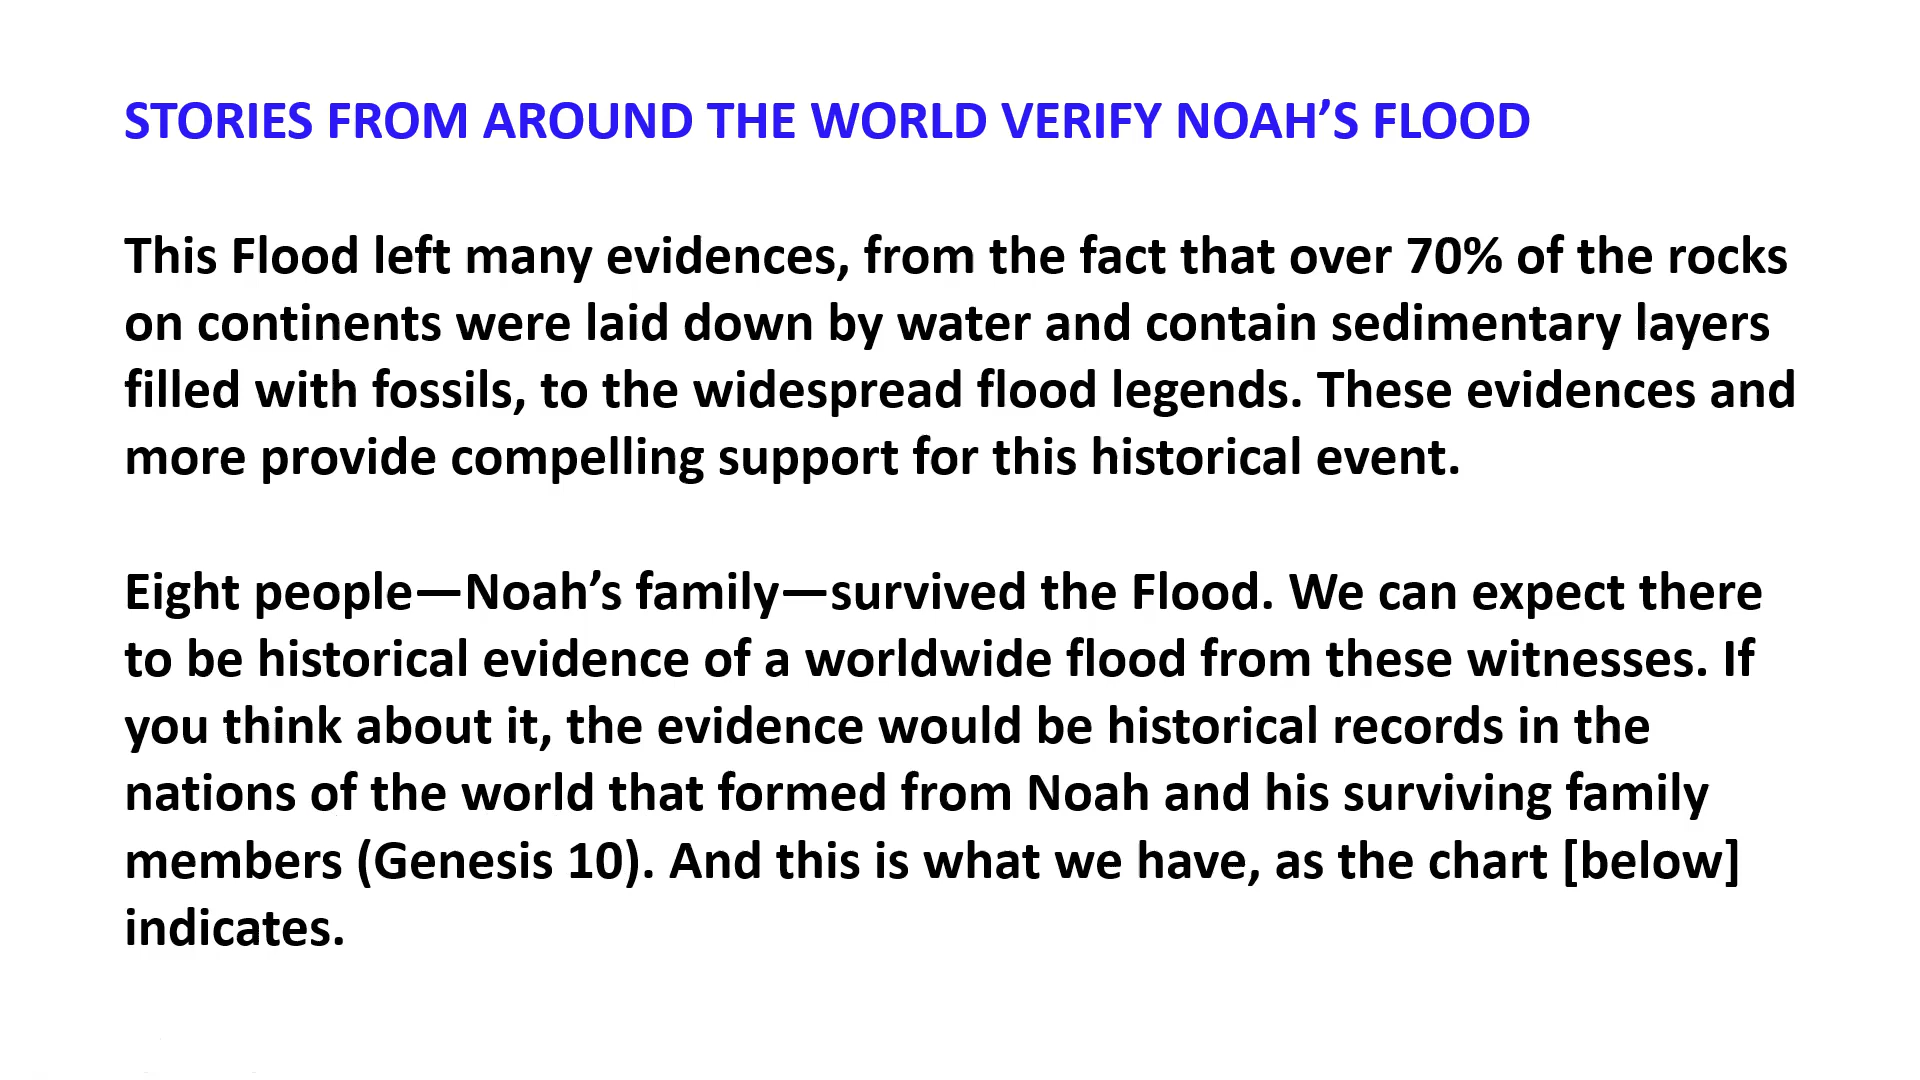 STORIES FROM AROUND THE WORLD VERIFY NOAH’S FLOOD
This Flood left many evidences, from the fact that over 70% of the rocks
on continents were laid down by water and contain sedimentary layers
filled with fossils, to the widespread flood legends. These evidences and
more provide compelling support for this historical event.
Eight people—Noah’s family—survived the Flood. We can expect there
to be historical evidence of a worldwide flood from these witnesses. If
you think about it, the evidence would be historical records in the
nations of the world that formed from Noah and his surviving family
members (Genesis 10). And this is what we have, as the chart [below]
indicates.